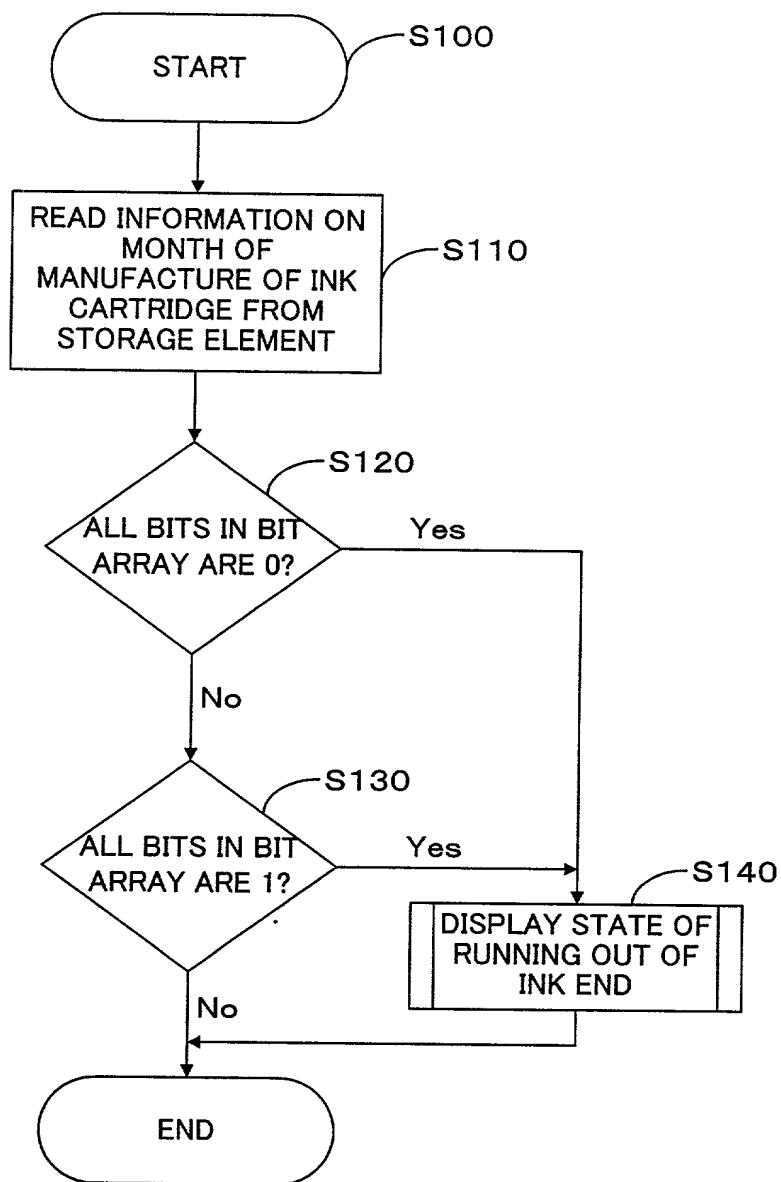 START
S100
READ INFORMATION ON
MONTH OF
MANUFACTURE OF INK
CARTRIDGE FROM
STORAGE ELEMENT
S110
S120
ALL BITS IN BIT
ARRAY ARE 0?
Yes
No
S130
ALL BITS IN BIT
ARRAY ARE 1?
Yes
S140
DISPLAY STATE OF
RUNNING OUT OF
INK END
No
END